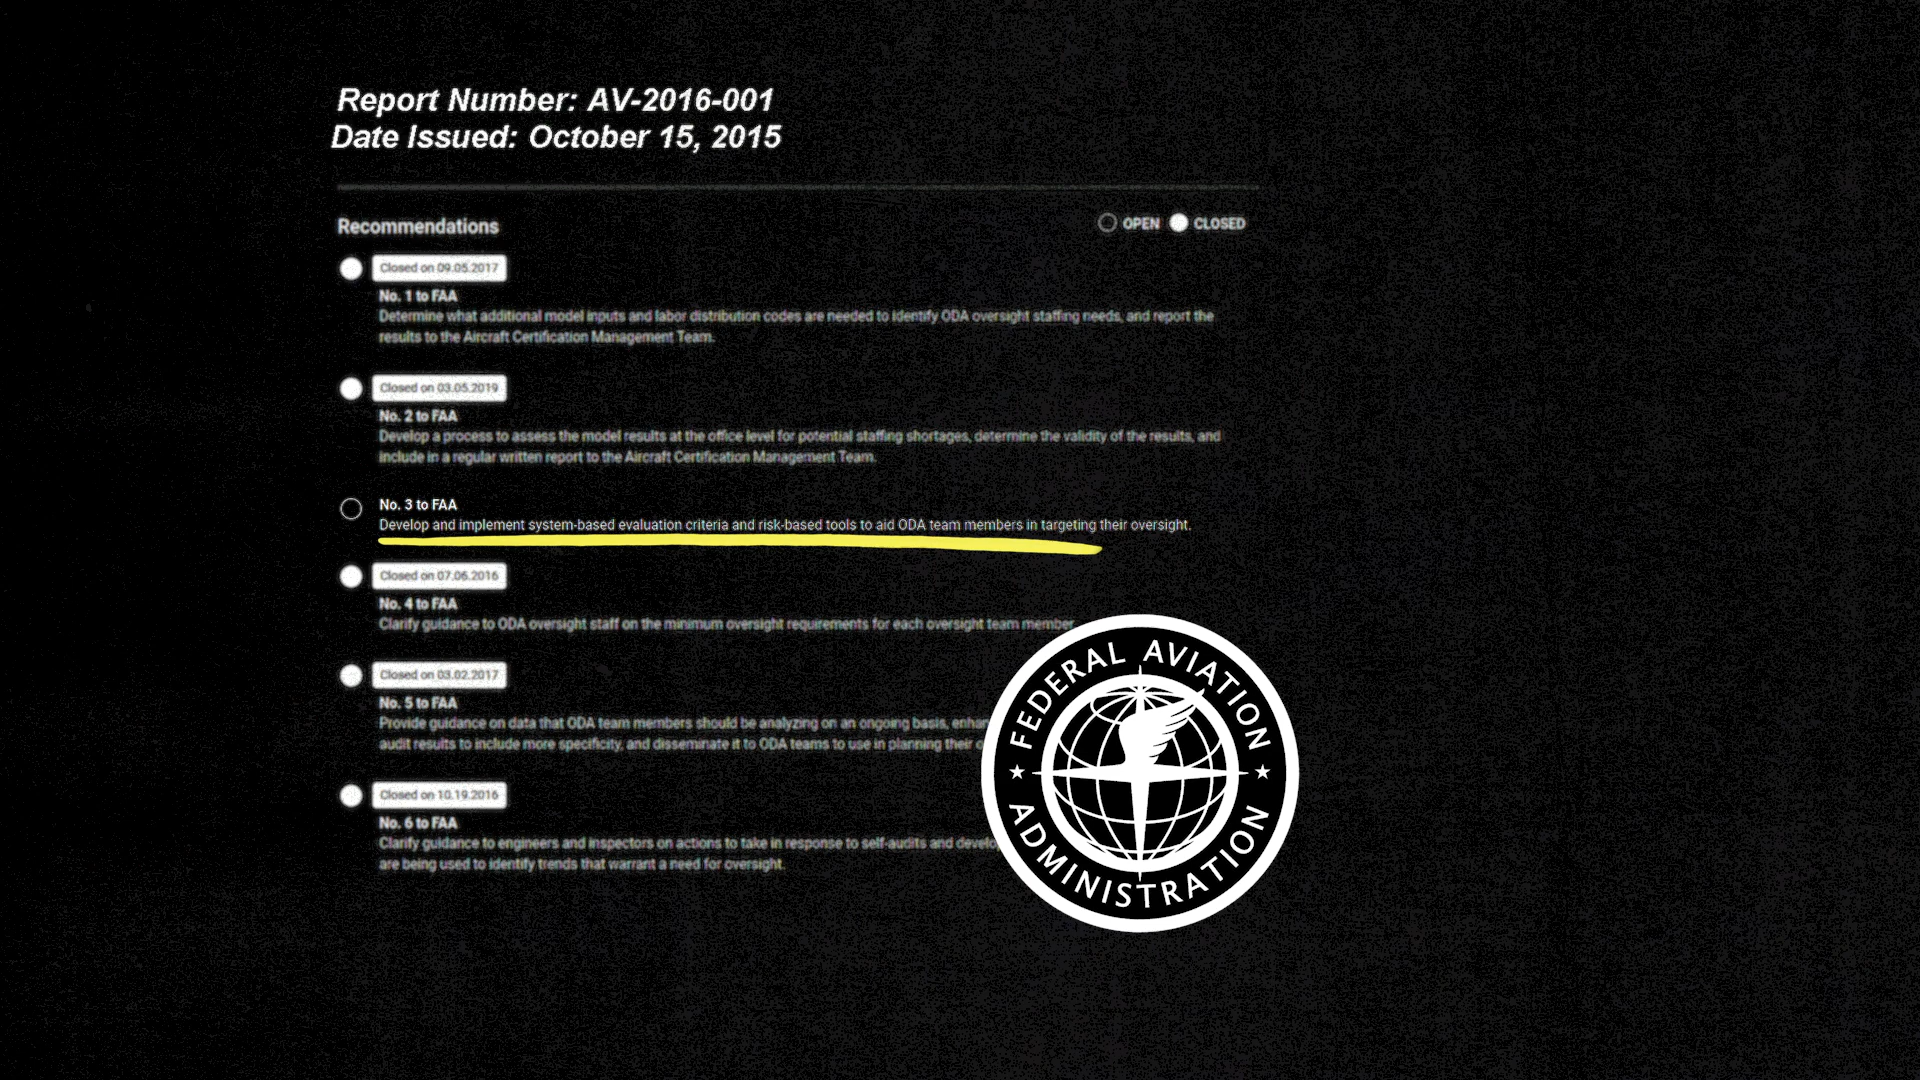 Report Number: AV-2016-001
Date Issued: October 15, 2015
Recommendations
OPEN CLOSED
Closed on 09.05.2017
No. 1 to FAA
Determine what additional model inputs and labor distribution codes are needed to identify ODA oversight staffing needs, and report the
results to the Aircraft Certification Management Team.
Closed on 03.05.2019
No. 2 to FAA
Develop a process to assess the model results at the office level for potential staffing shortages, determine the validity of the results, and
include in a regular written report to the Aircraft Certification Management Team.
No. 3 to FAA
Develop and implement system-based evaluation criteria and risk-based tools to aid ODA team members in targeting their oversight.
Closed on 07.06.2016
No. 4 to FAA
Clarify guidance to ODA oversight staff on the minimum oversight requirements for each oversight team member.
Closed on 03.02.2017
No. 5 to FAA
Provide guidance on data that ODA team members should be analyzing on an ongoing basis,
audit results to include more specificity, and disseminate it to ODA teams to use in planning their
Closed on 10.19.2016
No. 6 to FAA
Clarify guidance to engineers and inspectors on actions to take in response to self-audits and
are being used to identify trends that warrant a need for oversight.
FEDERAL AVIATION
ADMINISTRATION